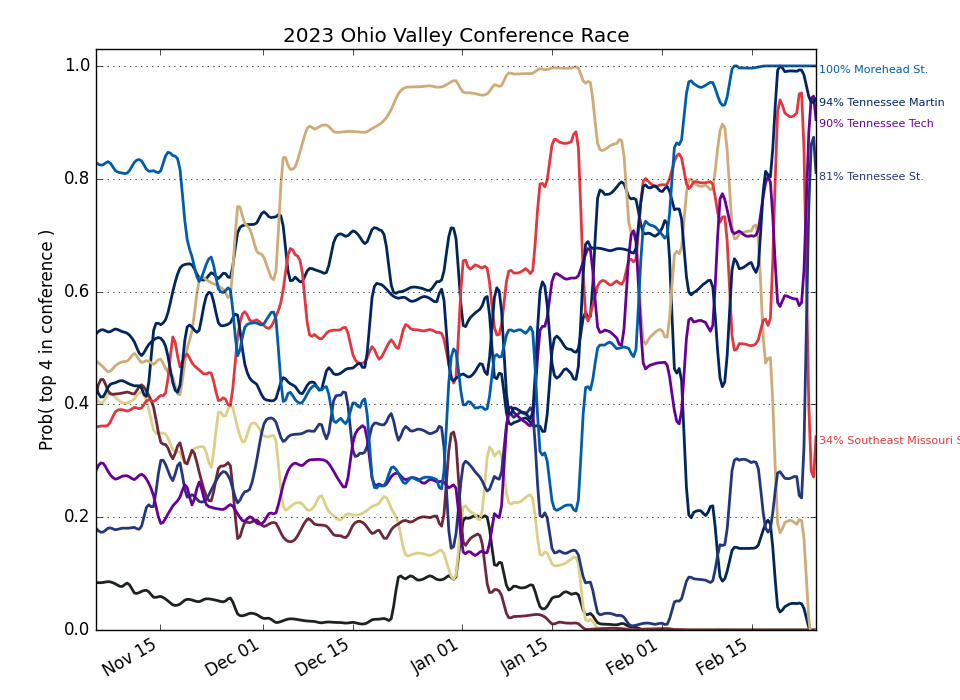 2023 Ohio Valley Conference Race
Prob( top 4 in conference )
1.0
0.8
0.6
0.4
0.2
0.0
Nov 15
Dec 01
Dec 15
Jan 01
Jan 15
Feb 01
Feb 15
100% Morehead St.
94% Tennessee Martin
90% Tennessee Tech
81% Tennessee St.
34% Southeast Missouri S